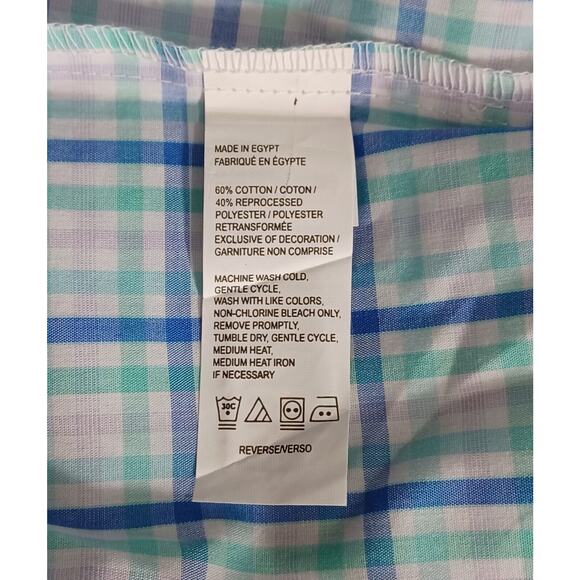 MADE IN EGYPT
FABRIQUÉ EN ÉGYPTE
60% COTTON / COTON /
40% REPROCESSED
POLYESTER / POLYESTER
RETRANSFORMÉE
EXCLUSIVE OF DECORATION /
GARNITURE NON COMPRISE
MACHINE WASH COLD,
GENTLE CYCLE,
WASH WITH LIKE COLORS,
NON-CHLORINE BLEACH ONLY,
REMOVE PROMPTLY,
TUMBLE DRY, GENTLE CYCLE,
MEDIUM HEAT,
MEDIUM HEAT IRON
IF NECESSARY
30C
REVERSE/VERSO